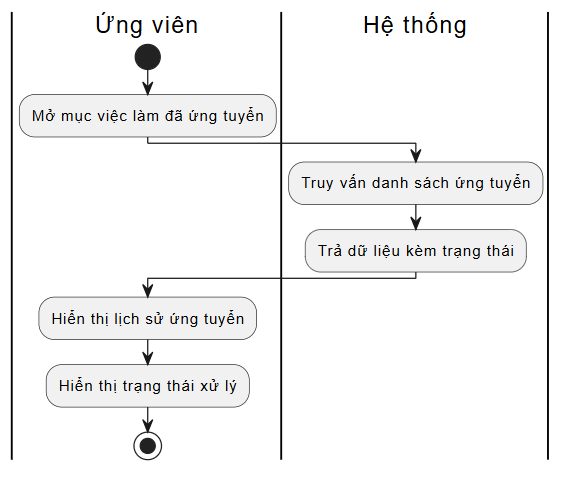 Ứng viên
Hệ thống
Mở mục việc làm đã ứng tuyển
Truy vấn danh sách ứng tuyển
Trả dữ liệu kèm trạng thái
Hiển thị lịch sử ứng tuyển
Hiển thị trạng thái xử lý